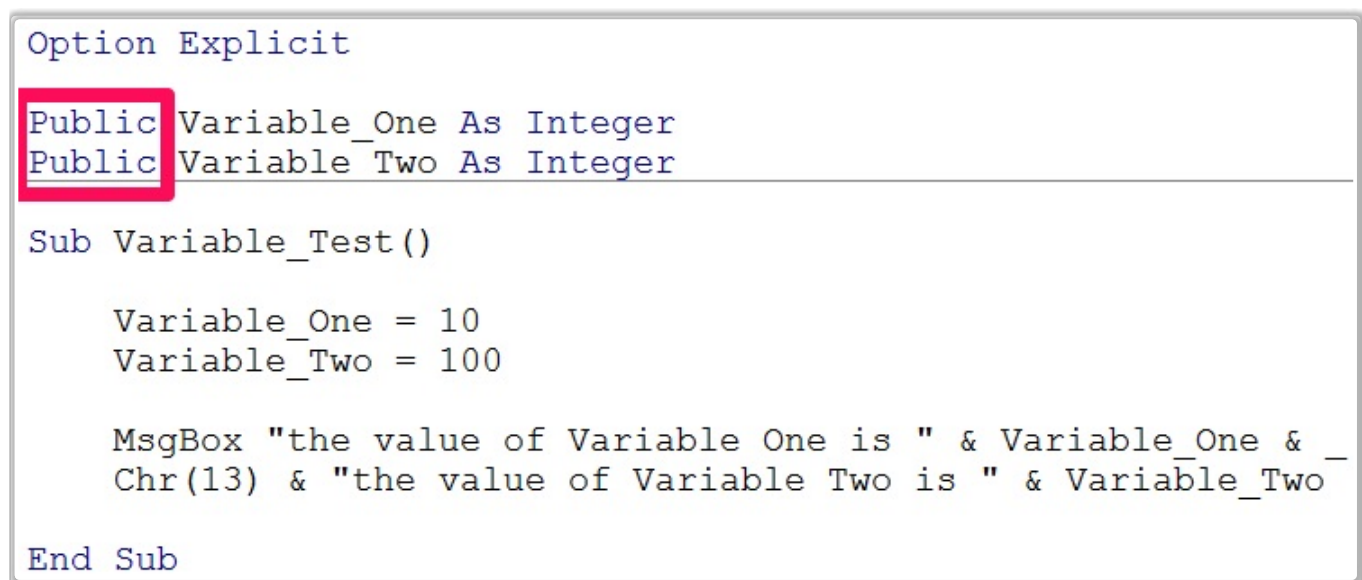 Option Explicit
Public Variable_One As Integer
Public Variable_Two As Integer
Sub Variable_Test()
Variable_One = 10
Variable_Two = 100
MsgBox "the value of Variable One is " & Variable_One & _
Chr(13) & "the value of Variable Two is " & Variable_Two
End Sub